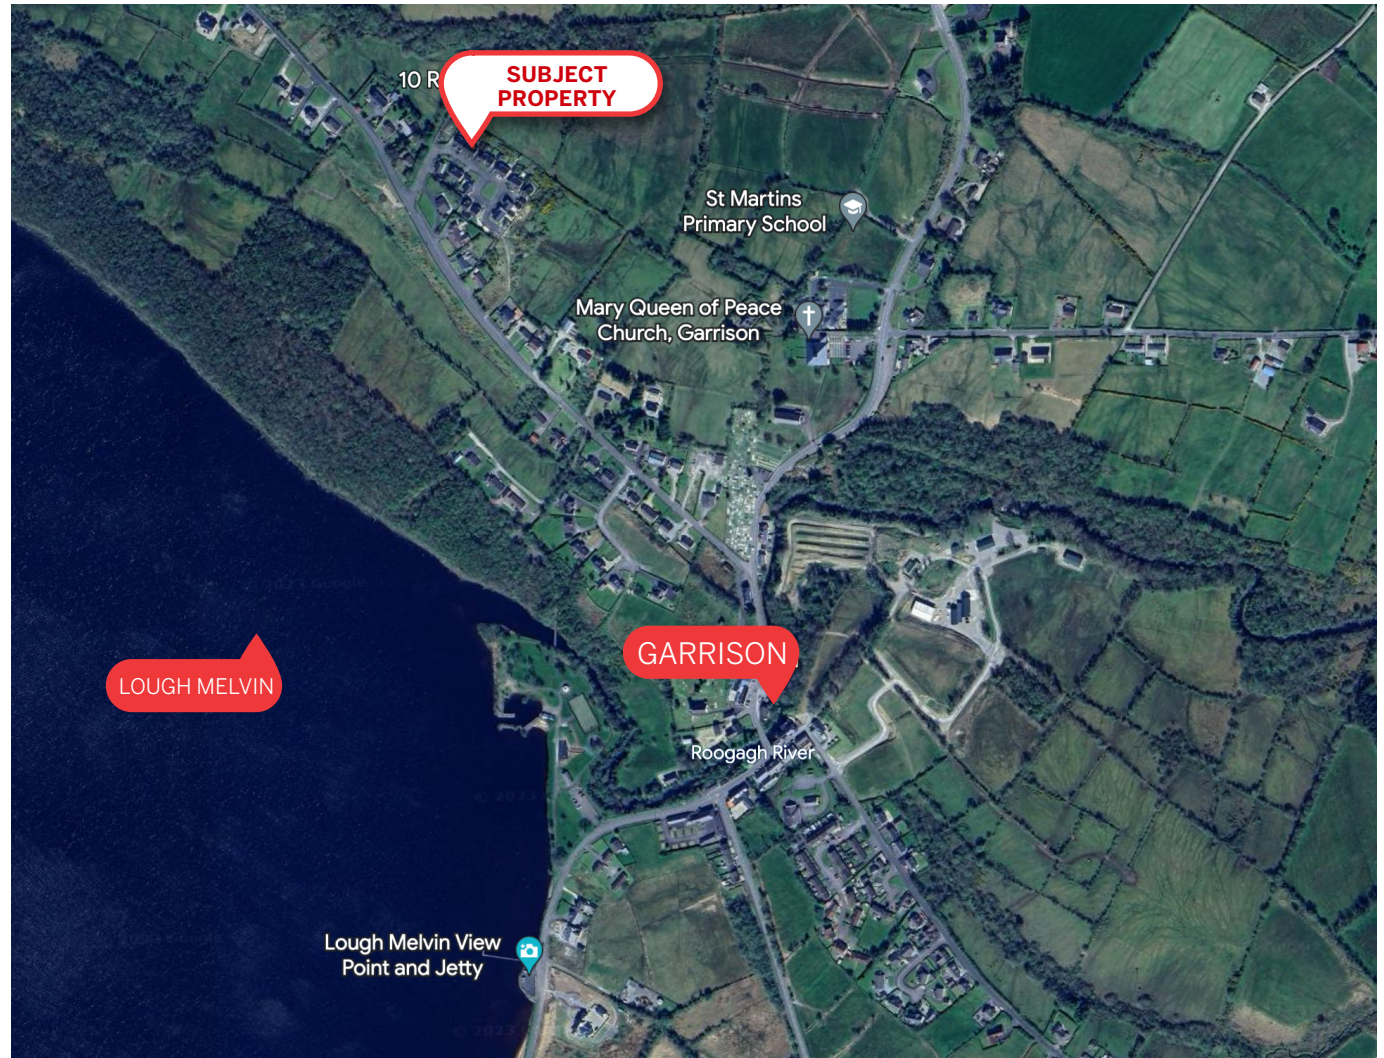 10 R
SUBJECT
PROPERTY
St Martins
Primary School
Mary Queen of Peace
Church, Garrison
GARRISON
LOUGH MELVIN
Roogagh River
Lough Melvin View
Point and Jetty